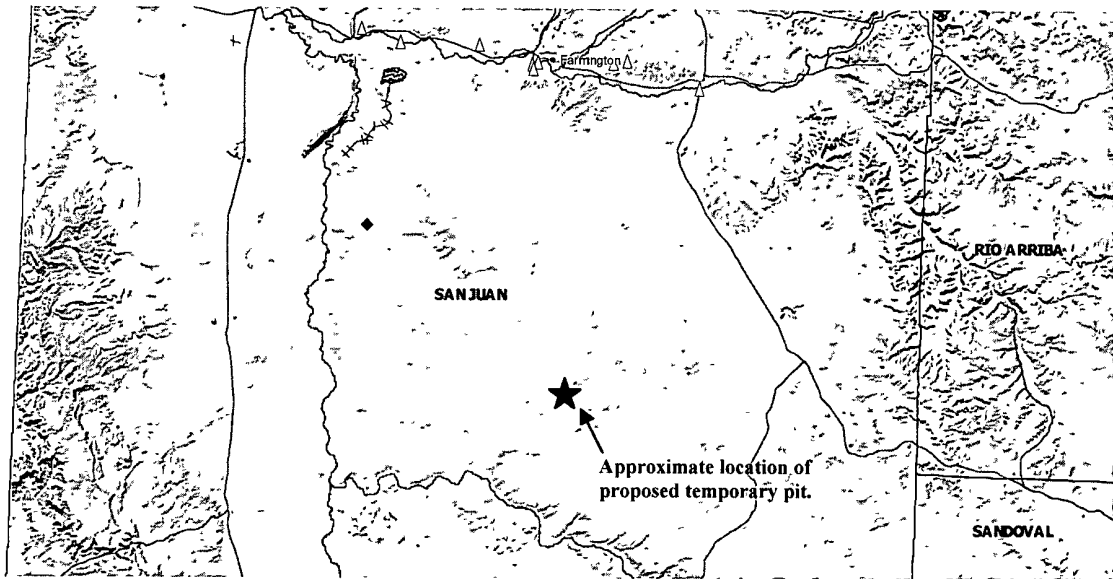 Farmington
RIO ARRIBA
SAN JUAN
Approximate location of
proposed temporary pit.
SANDOVAL